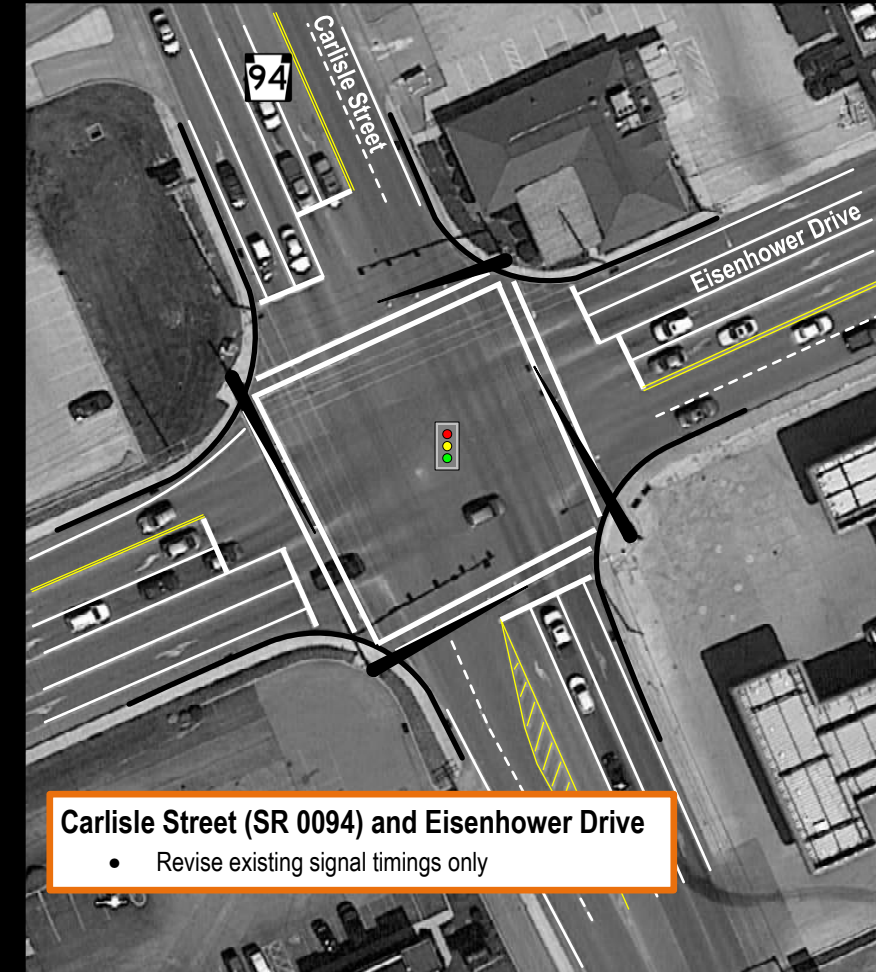 94
Carlisle Street
Eisenhower Drive
Carlisle Street (SR 0094) and Eisenhower Drive
• Revise existing signal timings only